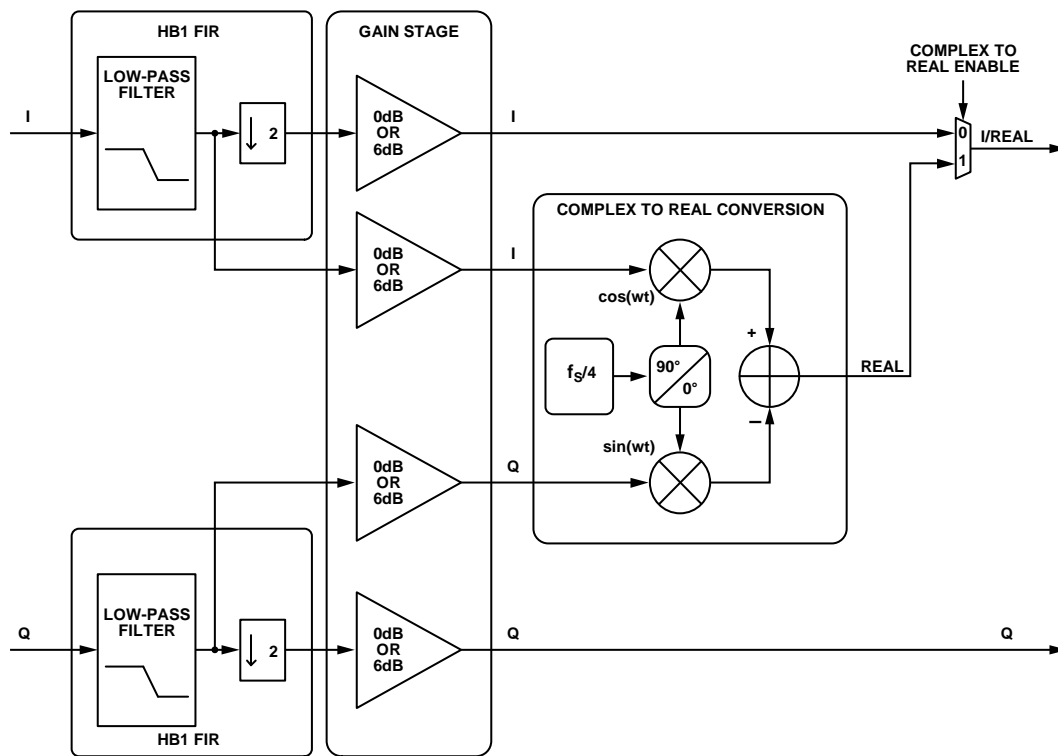 HB1 FIR
LOW-PASS
FILTER
I
2
GAIN STAGE
0dB
OR
6dB
I
COMPLEX TO
REAL ENABLE
0
1
I/REAL
0dB
OR
6dB
I
COMPLEX TO REAL CONVERSION
cos(wt)
+
fS/4
90°
0°
REAL
–
sin(wt)
0dB
OR
6dB
Q
Q
LOW-PASS
FILTER
2
HB1 FIR
0dB
OR
6dB
Q
Q